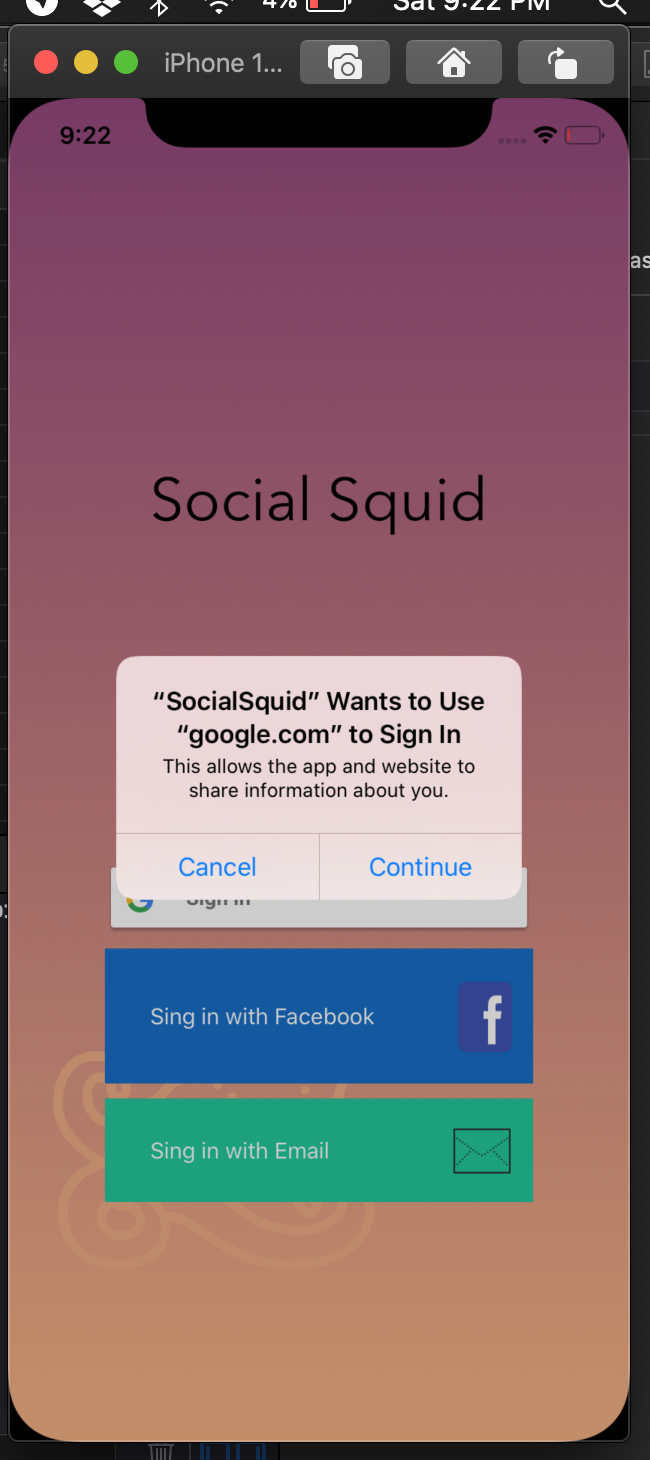 4%
Sat 9:22 PM
iPhone 1...
9:22
as
Social Squid
“SocialSquid” Wants to Use
“google.com” to Sign In
This allows the app and website to
share information about you.
Cancel
Continue
Sign in
Sing in with Facebook
f
Sing in with Email